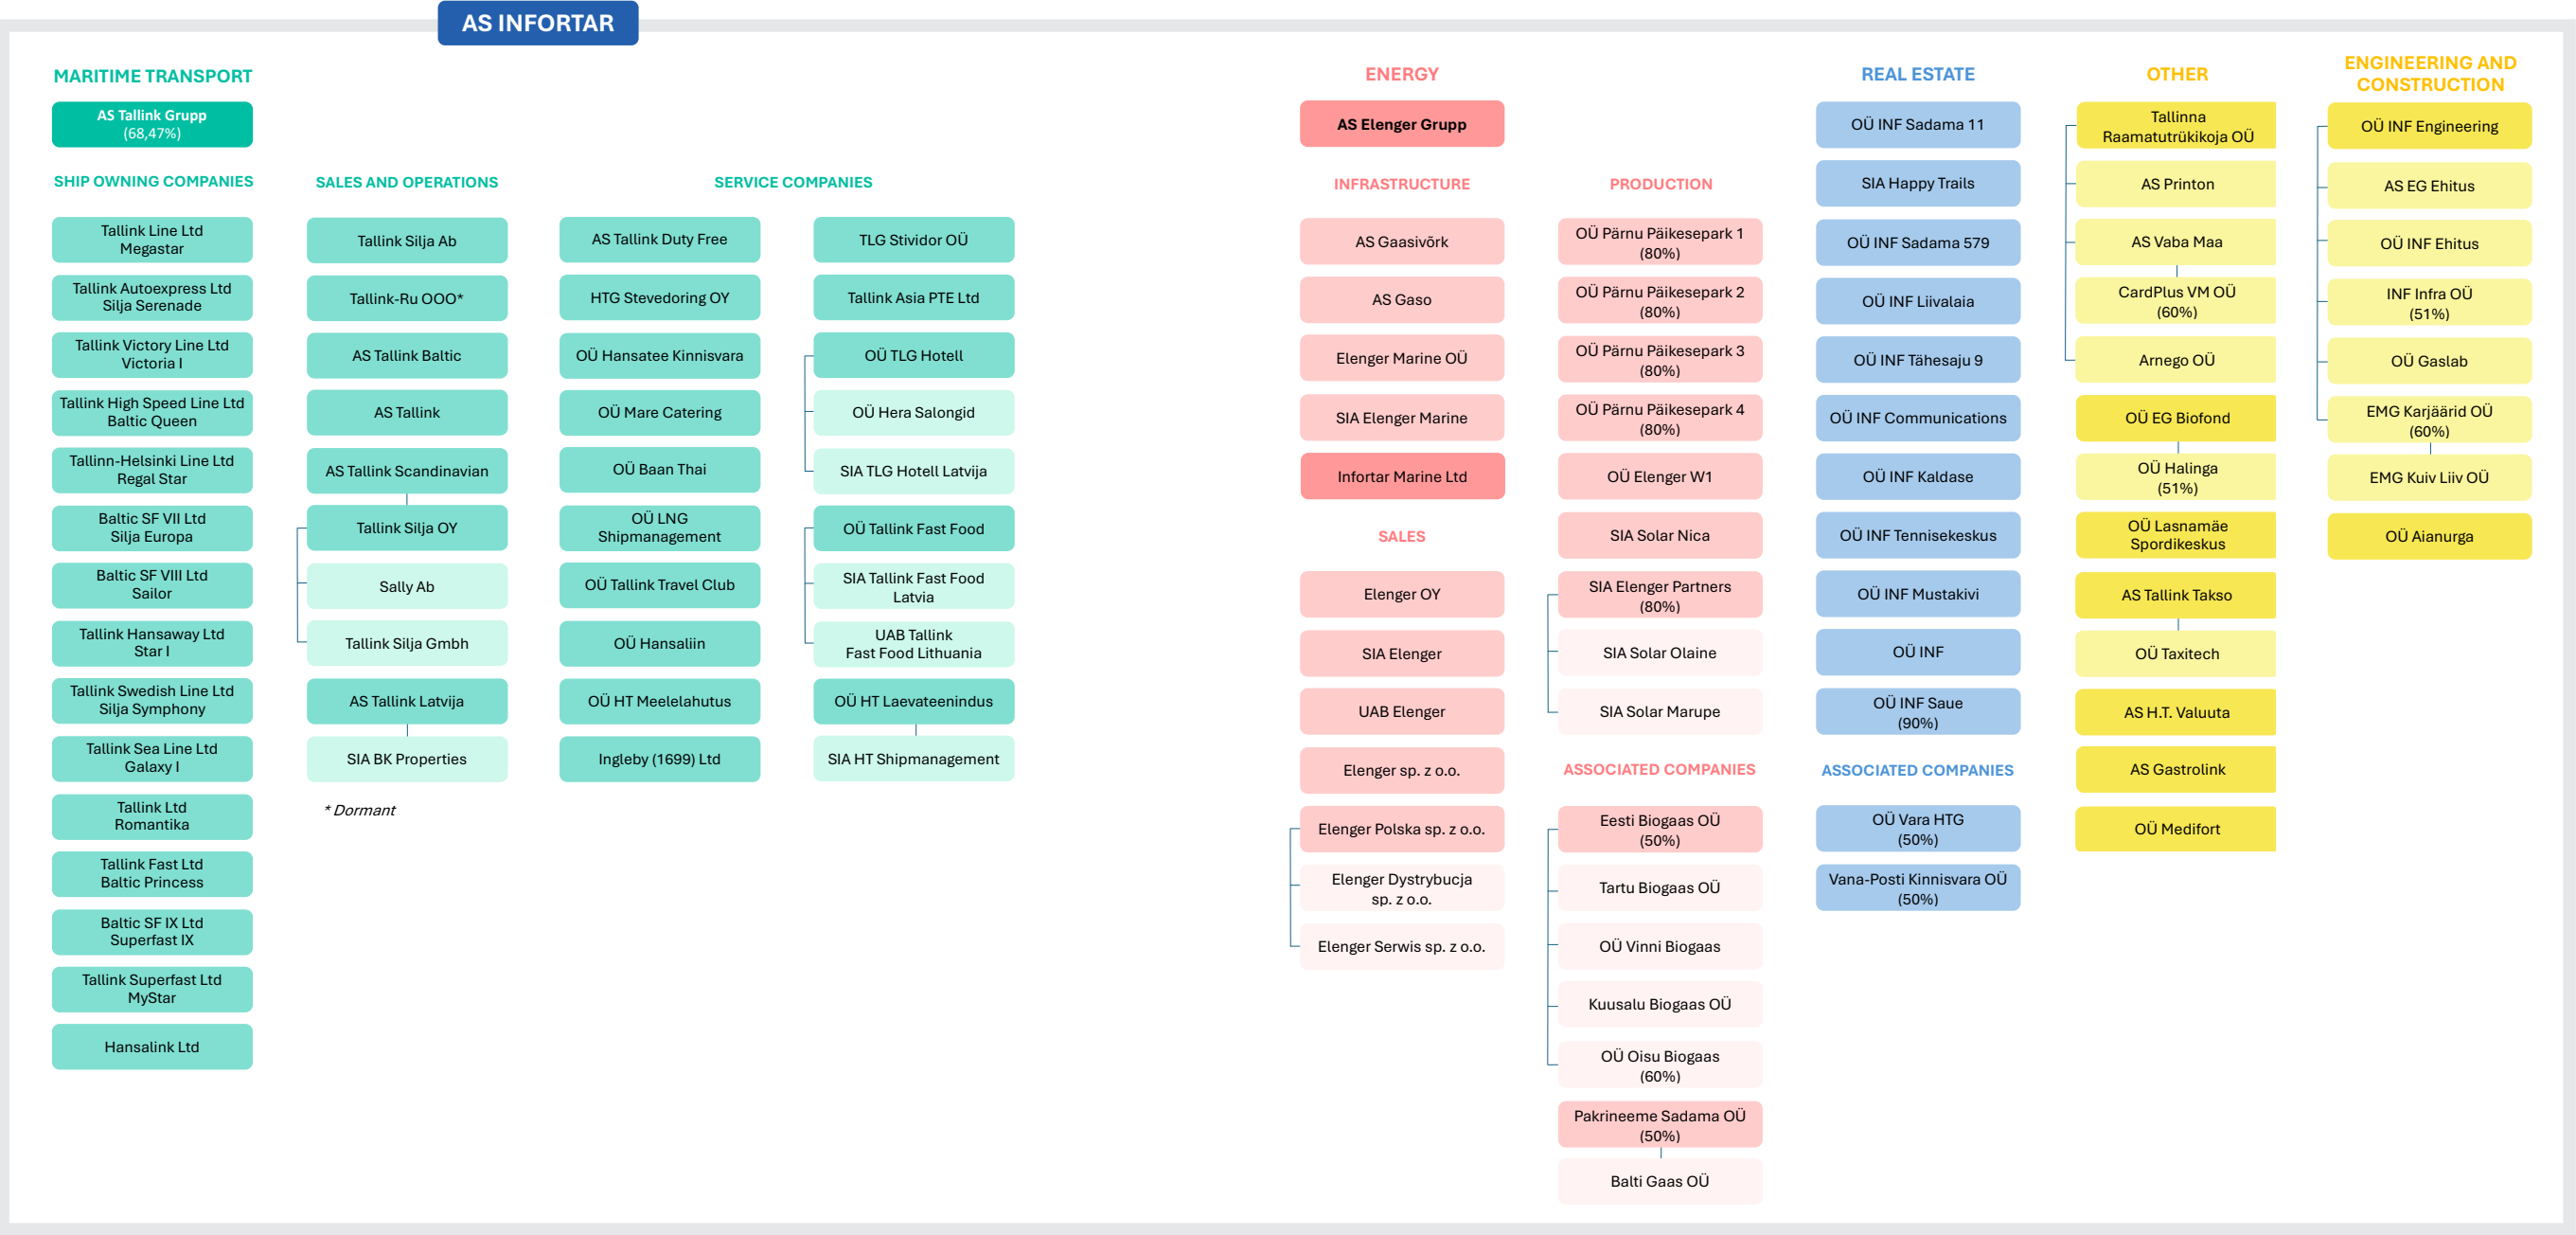 AS INFORTAR
MARITIME TRANSPORT
AS Tallink Grupp
(68,47%)
SHIP OWNING COMPANIES
Tallink Line Ltd
Megastar
Tallink Autoexpress Ltd
Silja Serenade
Tallink Victory Line Ltd
Victoria I
Tallink High Speed Line Ltd
Baltic Queen
Tallinn-Helsinki Line Ltd
Regal Star
Baltic SF VII Ltd
Silja Europa
Baltic SF VIII Ltd
Sailor
Tallink Hansaway Ltd
Star I
Tallink Swedish Line Ltd
Silja Symphony
Tallink Sea Line Ltd
Galaxy I
Tallink Ltd
Romantika
Tallink Fast Ltd
Baltic Princess
Baltic SF IX Ltd
Superfast IX
Tallink Superfast Ltd
MyStar
Hansalink Ltd
SALES AND OPERATIONS
Tallink Silja Ab
Tallink-Ru OOO*
AS Tallink Baltic
AS Tallink
AS Tallink Scandinavian
Tallink Silja OY
Sally Ab
Tallink Silja Gmbh
AS Tallink Latvija
SIA BK Properties
* Dormant
SERVICE COMPANIES
AS Tallink Duty Free
HTG Stevedoring OY
OÜ Hansatee Kinnisvara
OÜ Mare Catering
OÜ Baan Thai
OÜ LNG
Shipmanagement
OÜ Tallink Travel Club
OÜ Hansaliin
OÜ HT Meelelahutus
Ingleby (1699) Ltd
TLG Stividor OÜ
Tallink Asia PTE Ltd
OÜ TLG Hotell
OÜ Hera Salongid
SIA TLG Hotell Latvija
OÜ Tallink Fast Food
SIA Tallink Fast Food
Latvia
UAB Tallink
Fast Food Lithuania
OÜ HT Laevateenindus
SIA HT Shipmanagement
ENERGY
AS Elenger Grupp
INFRASTRUCTURE
AS Gaasivõrk
AS Gaso
Elenger Marine OÜ
SIA Elenger Marine
Infortar Marine Ltd
SALES
Elenger OY
SIA Elenger
UAB Elenger
Elenger sp. z o.o.
Elenger Polska sp. z o.o.
Elenger Dystrybucja
sp. z o.o.
Elenger Serwis sp. z o.o.
PRODUCTION
OÜ Pärnu Päikesepark 1
(80%)
OÜ Pärnu Päikesepark 2
(80%)
OÜ Pärnu Päikesepark 3
(80%)
OÜ Pärnu Päikesepark 4
(80%)
OÜ Elenger W1
SIA Solar Nica
SIA Elenger Partners
(80%)
SIA Solar Olaine
SIA Solar Marupe
ASSOCIATED COMPANIES
Eesti Biogaas OÜ
(50%)
Tartu Biogaas OÜ
OÜ Vinni Biogaas
Kuusalu Biogaas OÜ
OÜ Oisu Biogaas
(60%)
Pakrineeme Sadama OÜ
(50%)
Balti Gaas OÜ
REAL ESTATE
OÜ INF Sadama 11
SIA Happy Trails
OÜ INF Sadama 579
OÜ INF Liivalaia
OÜ INF Tähesaju 9
OÜ INF Communications
OÜ INF Kaldase
OÜ INF Tennisekeskus
OÜ INF Mustakivi
OÜ INF
OÜ INF Saue
(90%)
ASSOCIATED COMPANIES
OÜ Vara HTG
(50%)
Vana-Posti Kinnisvara OÜ
(50%)
OTHER
Tallinna
Raamatutrükikoja OÜ
AS Printon
AS Vaba Maa
CardPlus VM OÜ
(60%)
Arnego OÜ
OÜ EG Biofond
OÜ Halinga
(51%)
OÜ Lasnamäe
Spordikeskus
AS Tallink Takso
OÜ Taxitech
AS H.T. Valuuta
AS Gastrolink
OÜ Medifort
ENGINEERING AND
CONSTRUCTION
OÜ INF Engineering
AS EG Ehitus
OÜ INF Ehitus
INF Infra OÜ
(51%)
OÜ Gaslab
EMG Karjäärid OÜ
(60%)
EMG Kuiv Liiv OÜ
OÜ Aianurga